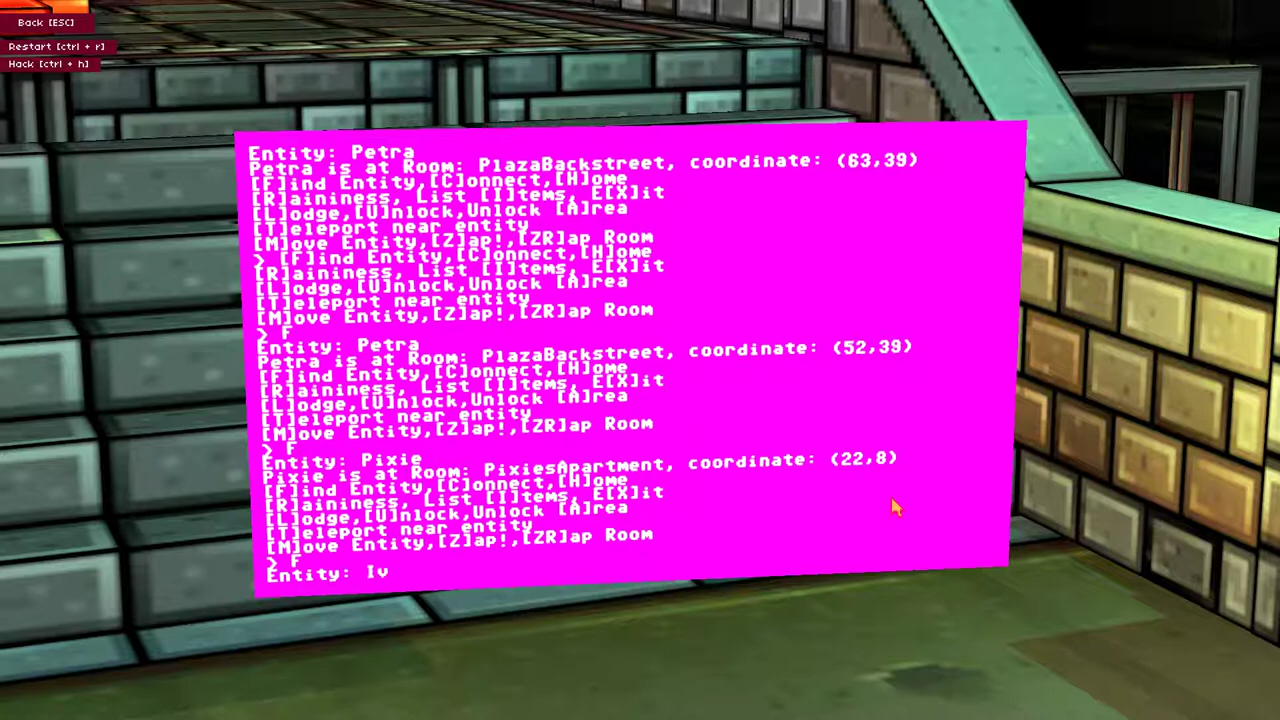 Back [ESC]
Restart [ctrl + r]
Hack [ctrl + h]
Entity: Petra
Petra is at Room: PlazaBackstreet, coordinate: (63,39)
[F]ind Entity,[C]onnect,[H]ome
[R]aininess, List [I]tems, E[X]it
[L]odge,[U]nlock,Unlock [A]rea
[T]eleport near entity
[M]ove Entity,[Z]ap!,[ZR]ap Room
> [F]ind Entity,[C]onnect,[H]ome
[R]aininess, List [I]tems, E[X]it
[L]odge,[U]nlock,Unlock [A]rea
[T]eleport near entity
[M]ove Entity,[Z]ap!,[ZR]ap Room
> F
Entity: Petra
Petra is at Room: PlazaBackstreet, coordinate: (52,39)
[F]ind Entity,[C]onnect,[H]ome
[R]aininess, List [I]tems, E[X]it
[L]odge,[U]nlock,Unlock [A]rea
[T]eleport near entity
[M]ove Entity,[Z]ap!,[ZR]ap Room
> F
Entity: Pixie
Pixie is at Room: PixiesApartment, coordinate: (22,8)
[F]ind Entity,[C]onnect,[H]ome
[R]aininess, List [I]tems, E[X]it
[L]odge,[U]nlock,Unlock [A]rea
[T]eleport near entity
[M]ove Entity,[Z]ap!,[ZR]ap Room
> F
Entity: Iv